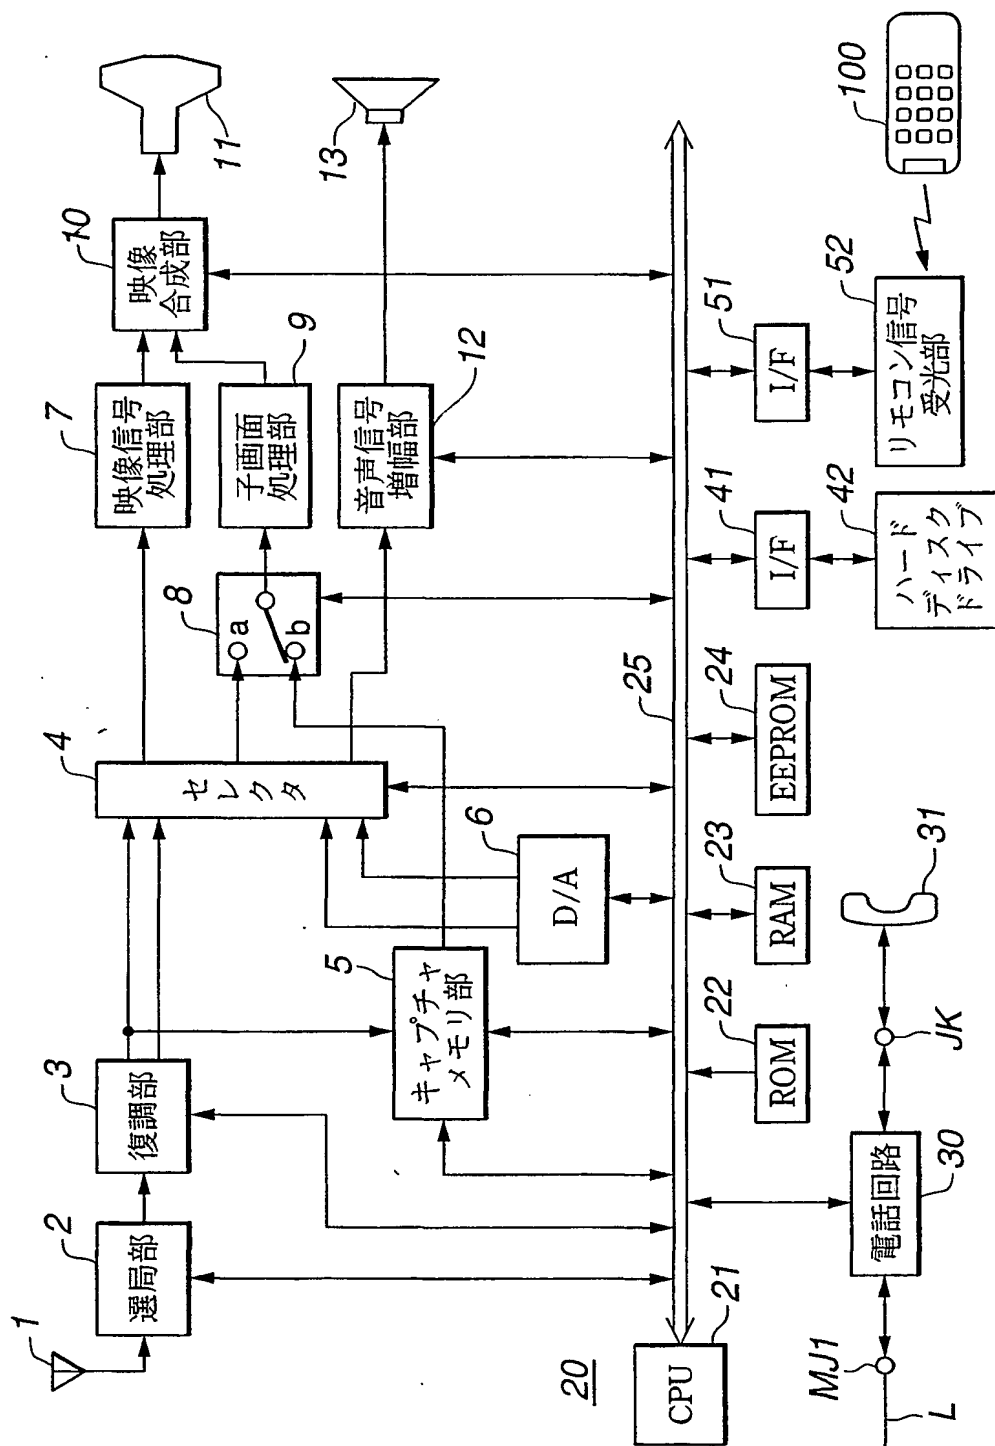 1
2
選局部
3
復調部
4
セレクタ
5
キャプチャ
メモリ部
6
D/A
7
映像信号
処理部
8
a
b
9
子画面
処理部
10
映像
合成部
11
12
音声信号
増幅部
13
20
21
CPU
25
22
ROM
23
RAM
24
EEPROM
41
I/F
42
ハード
ディスク
ドライブ
51
I/F
52
リモコン信号
受光部
100
MJ1
L
30
電話回路
JK
31